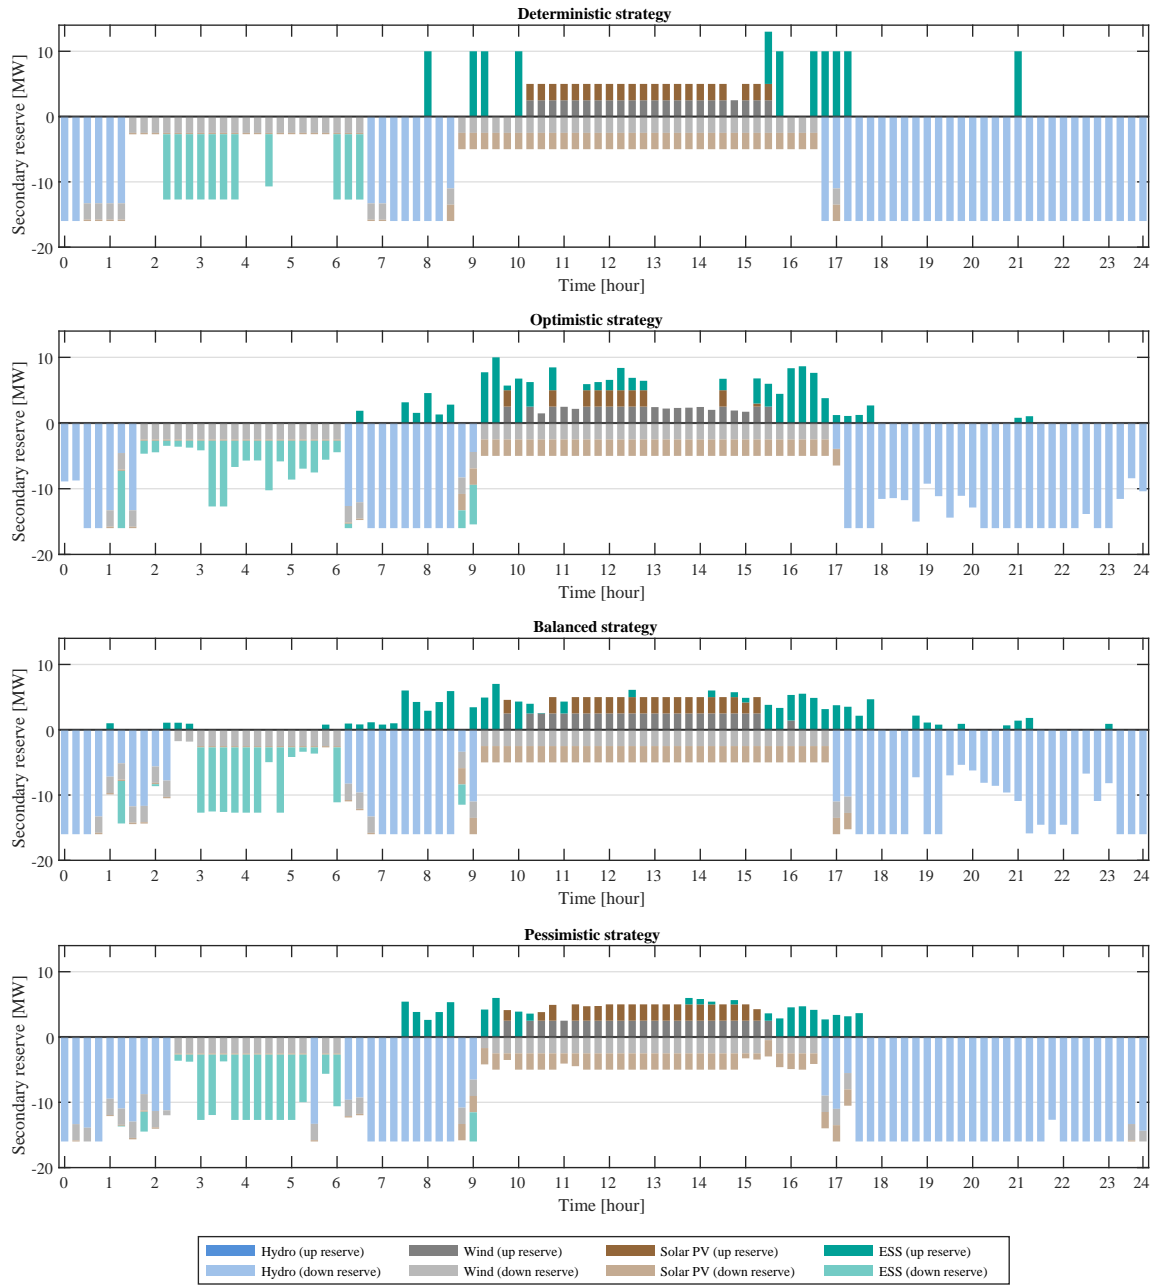 Deterministic strategy
Secondary reserve [MW]
10
0
-10
-20
0 1 2 3 4 5 6 7 8 9 10 11 12 13 14 15 16 17 18 19 20 21 22 23 24
Time [hour]
Optimistic strategy
Secondary reserve [MW]
10
0
-10
-20
0 1 2 3 4 5 6 7 8 9 10 11 12 13 14 15 16 17 18 19 20 21 22 23 24
Time [hour]
Balanced strategy
Secondary reserve [MW]
10
0
-10
-20
0 1 2 3 4 5 6 7 8 9 10 11 12 13 14 15 16 17 18 19 20 21 22 23 24
Time [hour]
Pessimistic strategy
Secondary reserve [MW]
10
0
-10
-20
0 1 2 3 4 5 6 7 8 9 10 11 12 13 14 15 16 17 18 19 20 21 22 23 24
Time [hour]
Hydro (up reserve) Wind (up reserve) Solar PV (up reserve) ESS (up reserve)
Hydro (down reserve) Wind (down reserve) Solar PV (down reserve) ESS (down reserve)